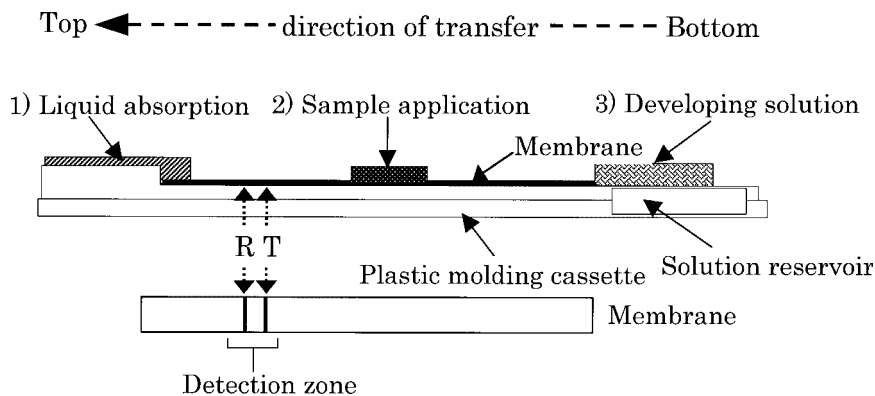 Top direction of transfer Bottom
1) Liquid absorption 2) Sample application 3) Developing solution
Membrane
R T
Plastic molding cassette Solution reservoir
Membrane
Detection zone